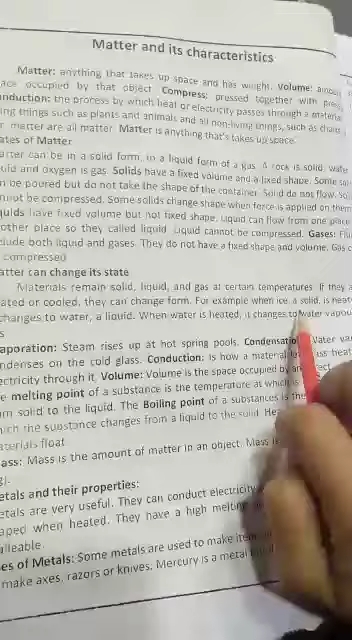 Matter and its characteristics
Matter: anything that takes up space and has weight. Volume: amount
ace occupied by that object. Compress: pressed together with
nduction: the process by which heat or electricity passes through a material
ing things such as plants and animals and all non-living things, such as chairs
r matter are all matter. Matter is anything that's takes up space.
ates of Matter
atter can be in a solid form, in a liquid form of a gas. A rock is solid, wate
uid and oxygen is gas. Solids have a fixed volume and a fixed shape. Some sol
n be poured but do not take the shape of the container. Solid do not flow. Sol
nnot be compressed. Some solids change shape when force is applied on them
quids have fixed volume but not fixed shape. Liquid can flow from one place
other place so they called liquid. Liquid cannot be compressed. Gases: Flui
clude both liquid and gases. They do not have a fixed shape and volume. Gas c
compressed
atter can change its state
Materials remain solid, liquid, and gas at certain temperatures. If they a
ated or cooled, they can change form. For example when ice, a solid, is heat
changes to water, a liquid. When water is heated, it changes to water vapou
s
aporation: Steam rises up at hot spring pools. Condensation Water va
ndenses on the cold glass. Conduction: Is how a material heat
ectricity through it. Volume: Volume is the space occupied by an
e melting point of a substance is the temperature at which is
m solid to the liquid. The Boiling point of a substances is the
ich the substance changes from a liquid to the solid.
aterials float
ass: Mass is the amount of matter in an object. Mass
g).
etals and their properties:
etals are very useful. They can conduct electricity
aped when heated. They have a high melting
alleable.
es of Metals: Some metals are used to make
make axes, razors or knives. Mercury is a metal